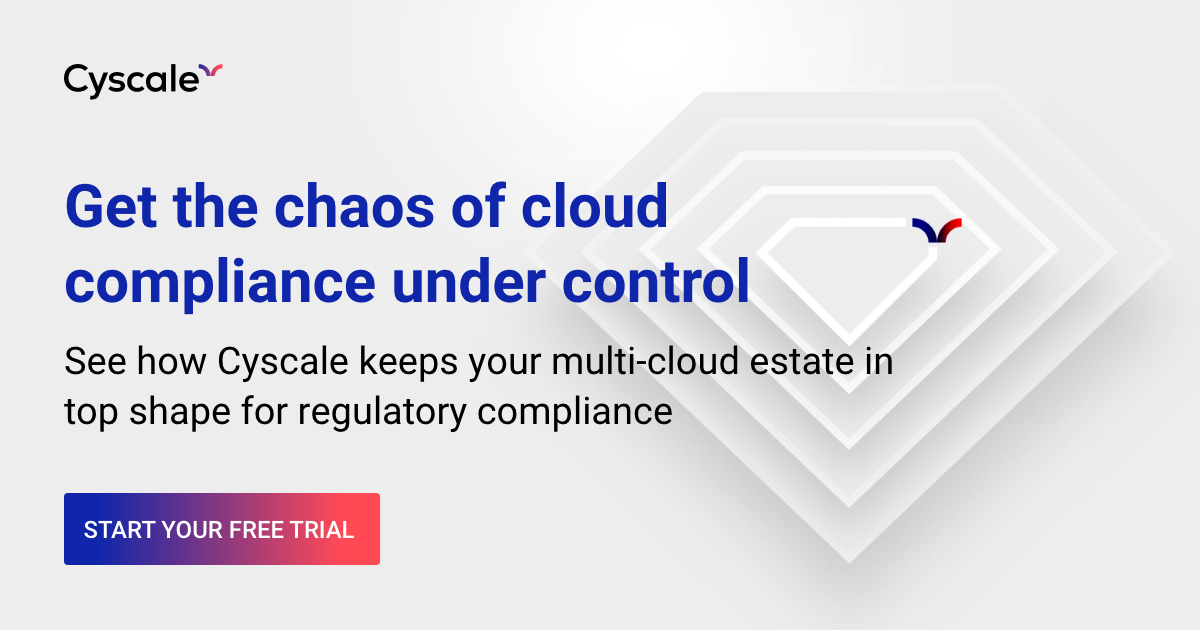 Cyscale
Get the chaos of cloud
compliance under control
See how Cyscale keeps your multi-cloud estate in
top shape for regulatory compliance
START YOUR FREE TRIAL